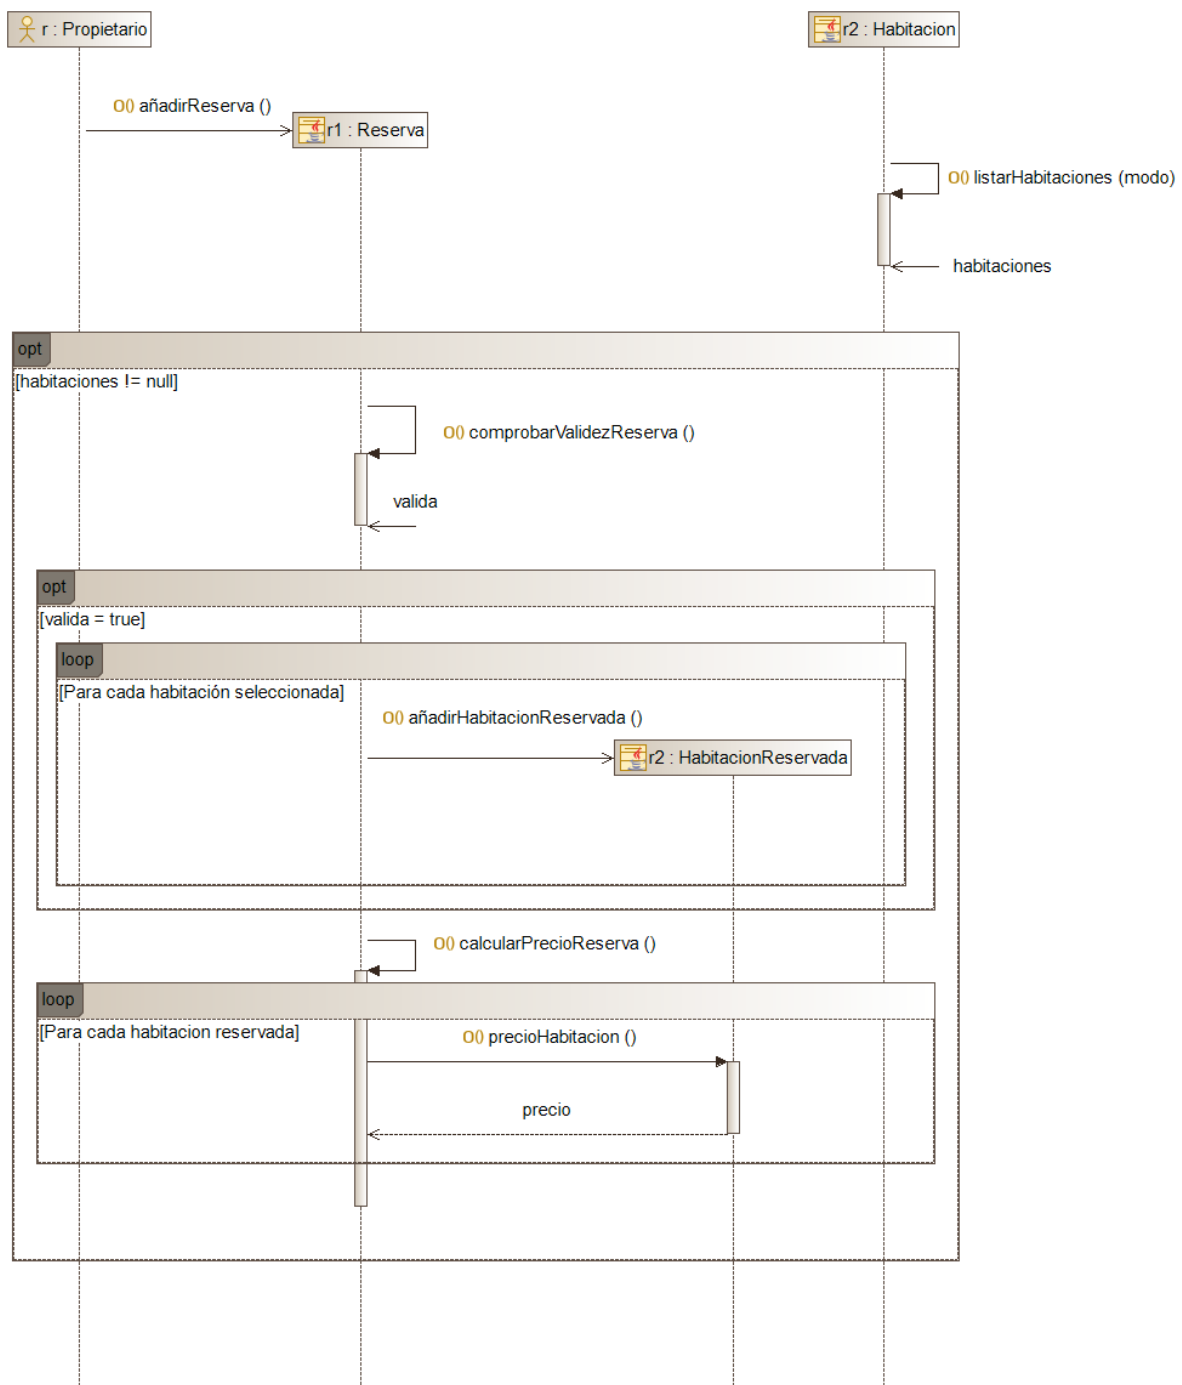 r : Propietario
r2 : Habitacion
O() añadirReserva ()
r1 : Reserva
O() listarHabitaciones (modo)
habitaciones
opt
[habitaciones != null]
O() comprobarValidezReserva ()
valida
opt
[valida = true]
loop
[Para cada habitación seleccionada]
O() añadirHabitacionReservada ()
r2 : HabitacionReservada
O() calcularPrecioReserva ()
loop
[Para cada habitacion reservada]
O() precioHabitacion ()
precio